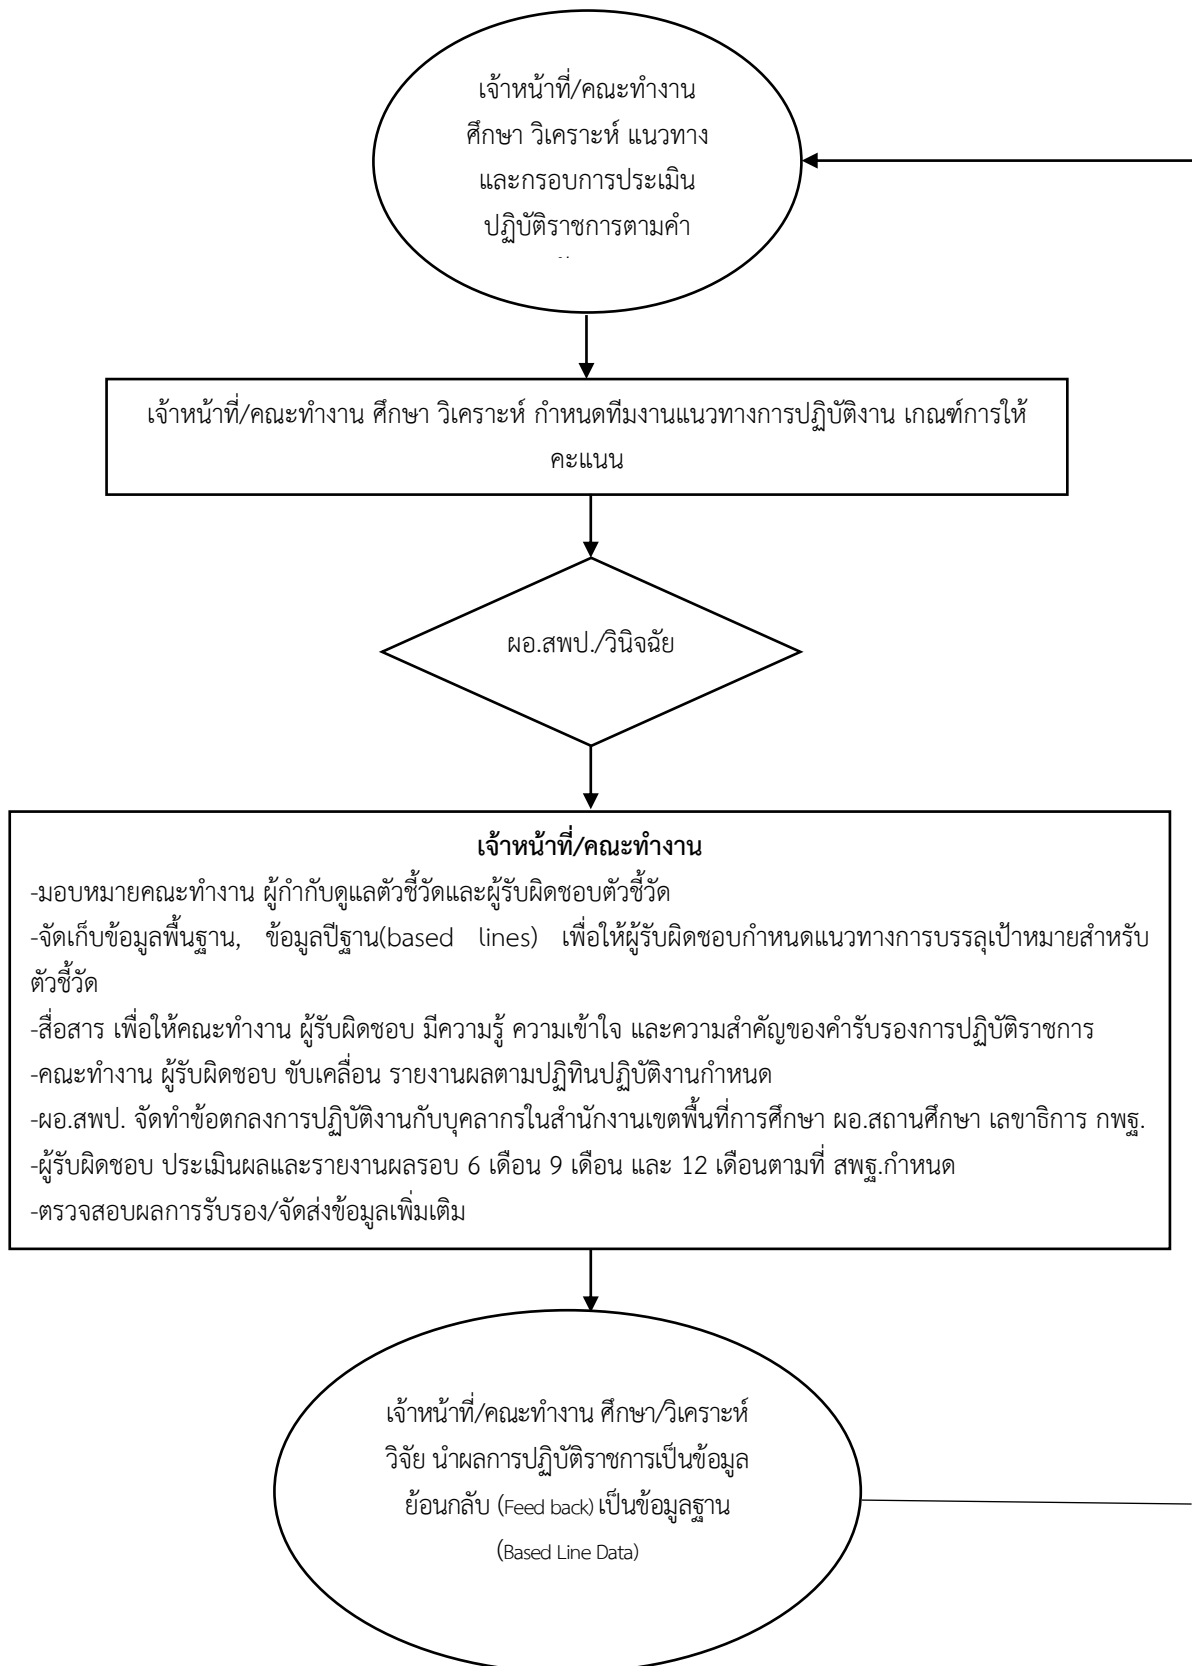 เจ้าหน้าที่/คณะทำงาน
ศึกษา วิเคราะห์ แนวทาง
และกรอบการประเมิน
ปฏิบัติราชการตามคำ
เจ้าหน้าที่/คณะทำงาน ศึกษา วิเคราะห์ กำหนดทีมงานแนวทางการปฏิบัติงาน เกณฑ์การให้
คะแนน
ผอ.สพป./วินิจฉัย
เจ้าหน้าที่/คณะทำงาน
-มอบหมายคณะทำงาน ผู้กำกับดูแลตัวชี้วัดและผู้รับผิดชอบตัวชี้วัด
-จัดเก็บข้อมูลพื้นฐาน, ข้อมูลปีฐาน(based lines) เพื่อให้ผู้รับผิดชอบกำหนดแนวทางการบรรลุเป้าหมายสำหรับ
ตัวชี้วัด
-สื่อสาร เพื่อให้คณะทำงาน ผู้รับผิดชอบ มีความรู้ ความเข้าใจ และความสำคัญของคำรับรองการปฏิบัติราชการ
-คณะทำงาน ผู้รับผิดชอบ ขับเคลื่อน รายงานผลตามปฏิทินปฏิบัติงานกำหนด
-ผอ.สพป. จัดทำข้อตกลงการปฏิบัติงานกับบุคลากรในสำนักงานเขตพื้นที่การศึกษา ผอ.สถานศึกษา เลขาธิการ กพฐ.
-ผู้รับผิดชอบ ประเมินผลและรายงานผลรอบ 6 เดือน 9 เดือน และ 12 เดือนตามที่ สพฐ.กำหนด
-ตรวจสอบผลการรับรอง/จัดส่งข้อมูลเพิ่มเติม
เจ้าหน้าที่/คณะทำงาน ศึกษา/วิเคราะห์
วิจัย นำผลการปฏิบัติราชการเป็นข้อมูล
ย้อนกลับ (Feed back) เป็นข้อมูลฐาน
(Based Line Data)